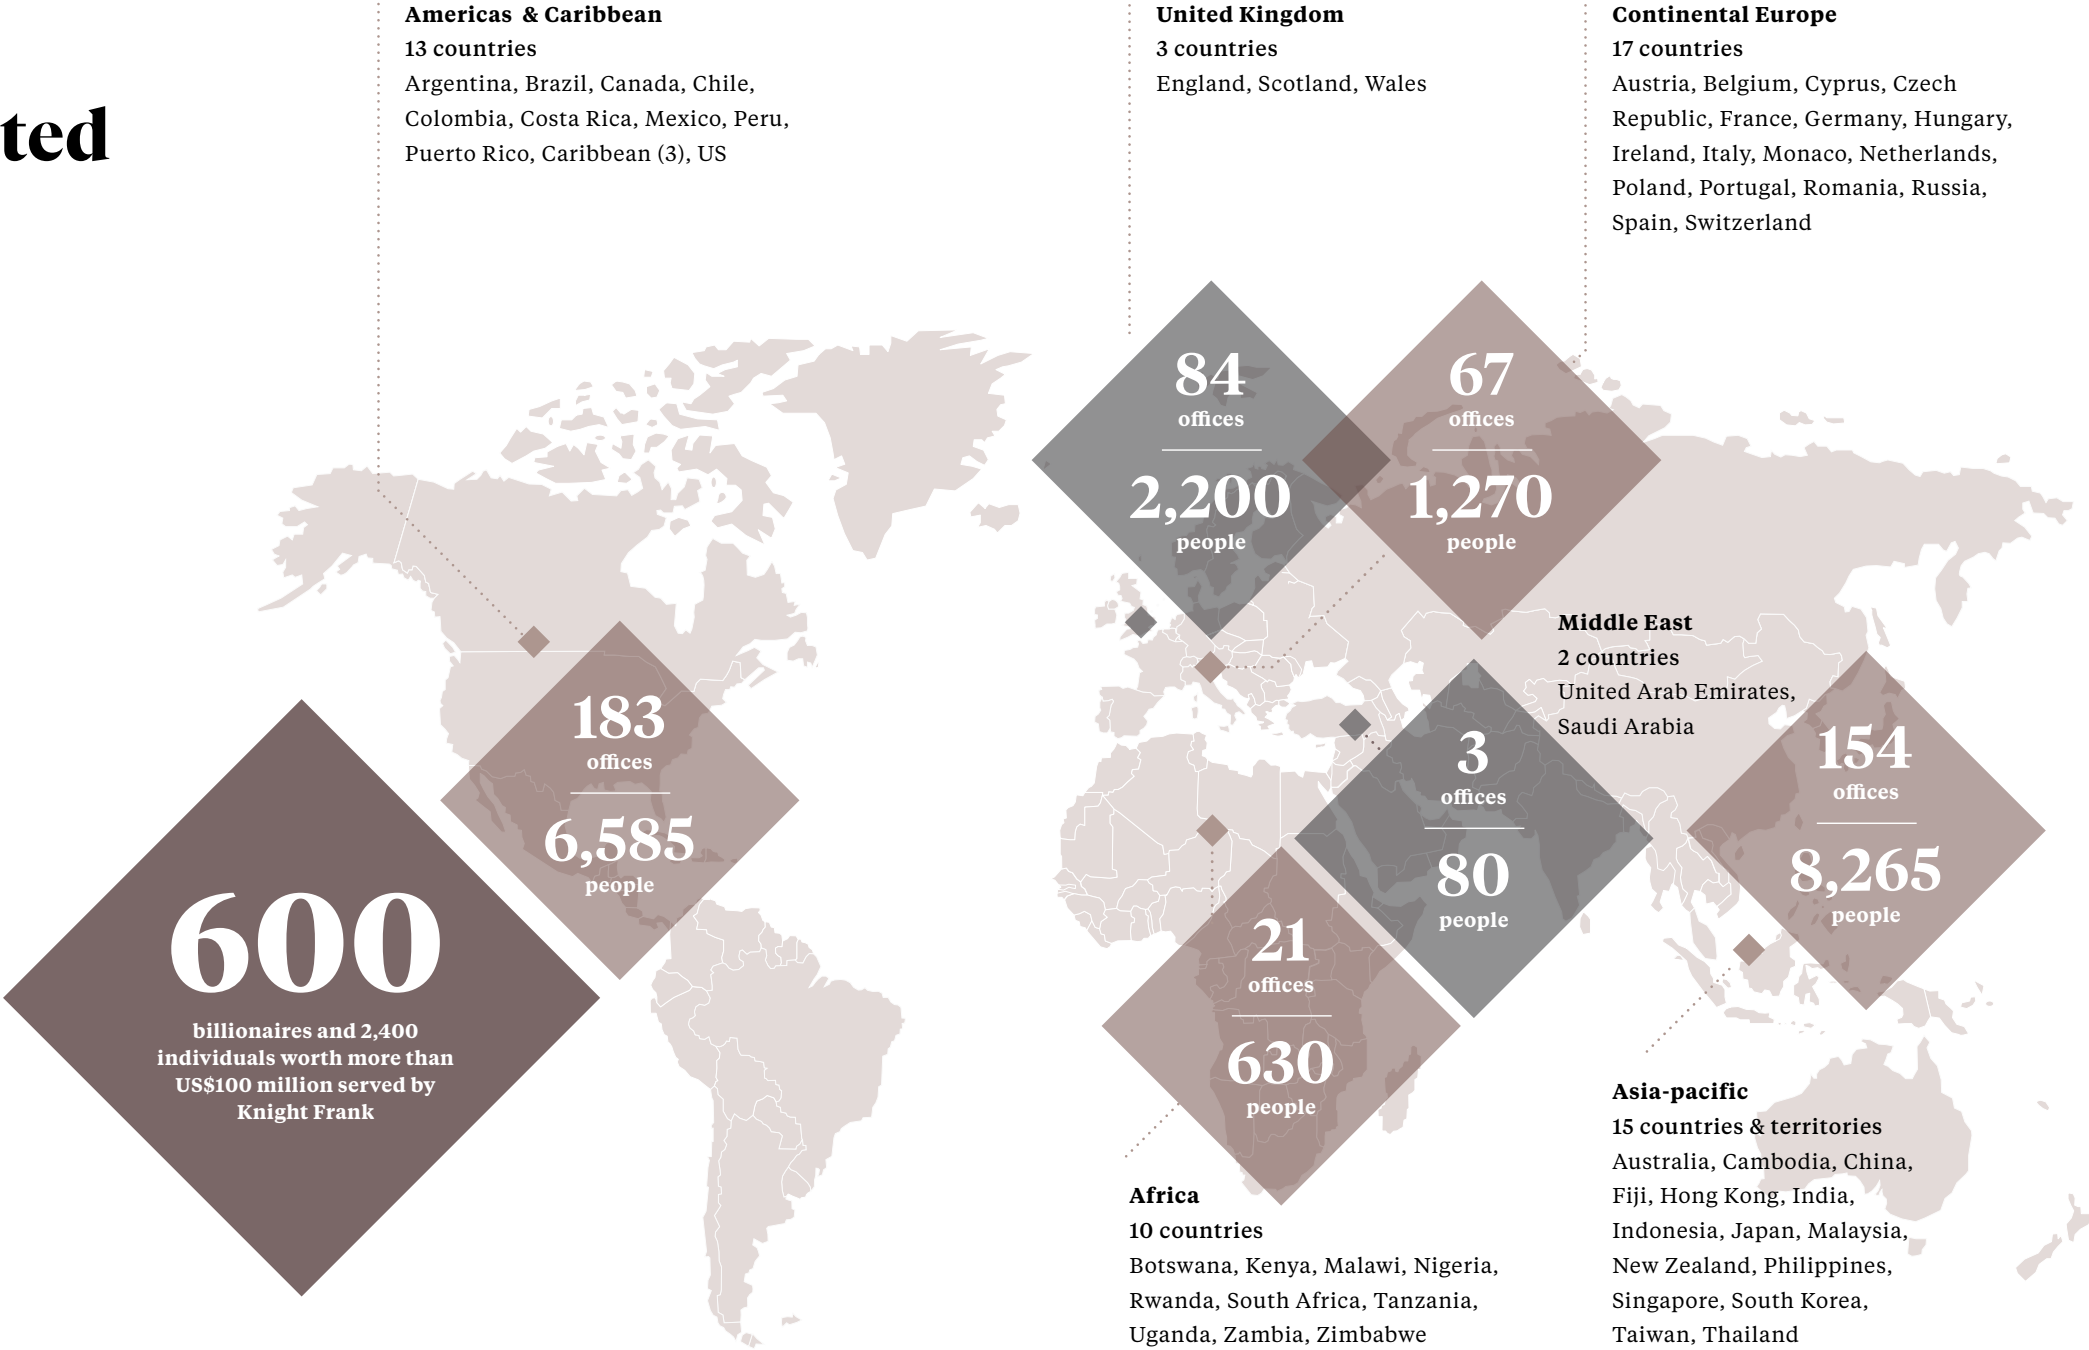 ted
Americas & Caribbean
13 countries
Argentina, Brazil, Canada, Chile,
Colombia, Costa Rica, Mexico, Peru,
Puerto Rico, Caribbean (3), US
United Kingdom
3 countries
England, Scotland, Wales
Continental Europe
17 countries
Austria, Belgium, Cyprus, Czech
Republic, France, Germany, Hungary,
Ireland, Italy, Monaco, Netherlands,
Poland, Portugal, Romania, Russia,
Spain, Switzerland
84
offices
2,200
people
67
offices
1,270
people
Middle East
2 countries
United Arab Emirates,
Saudi Arabia
183
offices
6,585
people
3
offices
80
people
154
offices
8,265
people
600
billionaires and 2,400
individuals worth more than
US$100 million served by
Knight Frank
21
offices
630
people
Africa
10 countries
Botswana, Kenya, Malawi, Nigeria,
Rwanda, South Africa, Tanzania,
Uganda, Zambia, Zimbabwe
Asia-pacific
15 countries & territories
Australia, Cambodia, China,
Fiji, Hong Kong, India,
Indonesia, Japan, Malaysia,
New Zealand, Philippines,
Singapore, South Korea,
Taiwan, Thailand